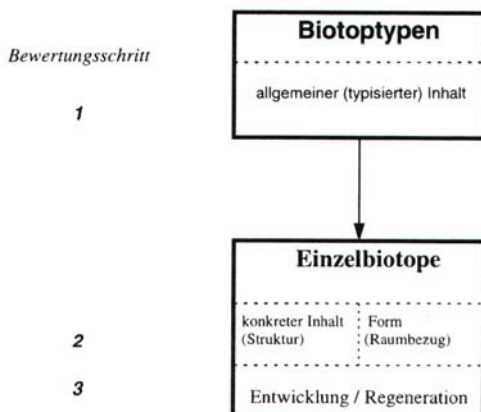 Biotoptypen
Bewertungsschritt
allgemeiner (typisierter) Inhalt
1
Einzelbiotope
konkreter Inhalt
(Struktur)
Form
(Raumbezug)
2
3
Entwicklung / Regeneration